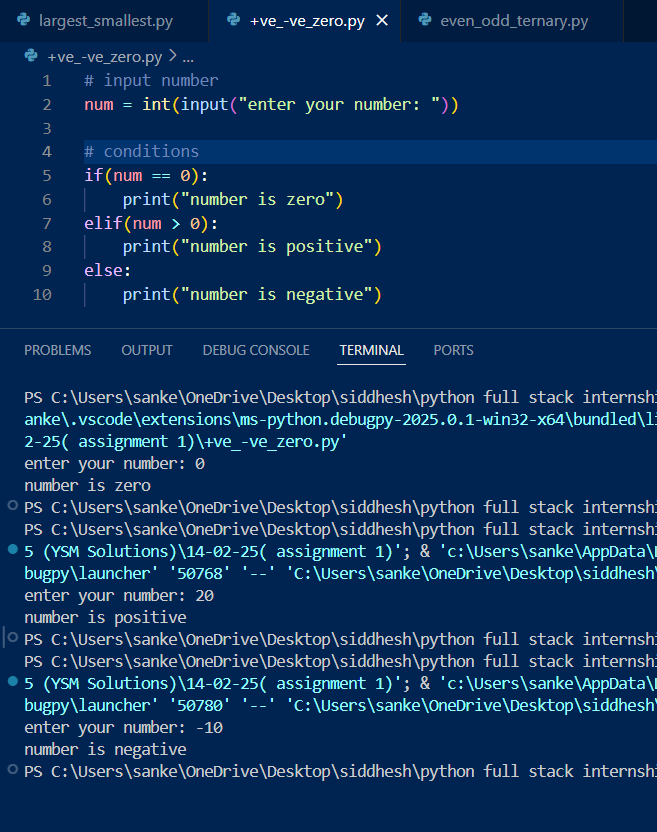 largest_smallest.py +ve_-ve_zero.py even_odd_ternary.py
+ve_-ve_zero.py > ...
1 # input number
2 num = int(input("enter your number: "))
3
4 # conditions
5 if(num == 0):
6 print("number is zero")
7 elif(num > 0):
8 print("number is positive")
9 else:
10 print("number is negative")
PROBLEMS OUTPUT DEBUG CONSOLE TERMINAL PORTS
PS C:\Users\sanke\OneDrive\Desktop\siddhesh\python full stack internshi
anke\.vscode\extensions\ms-python.debugpy-2025.0.1-win32-x64\bundled\li
2-25( assignment 1)\+ve_-ve_zero.py'
enter your number: 0
number is zero
PS C:\Users\sanke\OneDrive\Desktop\siddhesh\python full stack internshi
PS C:\Users\sanke\OneDrive\Desktop\siddhesh\python full stack internshi
5 (YSM Solutions)\14-02-25( assignment 1)'; & 'c:\Users\sanke\AppData\
bugpy\launcher' '50768' '--' 'C:\Users\sanke\OneDrive\Desktop\siddhesh\
enter your number: 20
number is positive
PS C:\Users\sanke\OneDrive\Desktop\siddhesh\python full stack internshi
PS C:\Users\sanke\OneDrive\Desktop\siddhesh\python full stack internshi
5 (YSM Solutions)\14-02-25( assignment 1)'; & 'c:\Users\sanke\AppData\
bugpy\launcher' '50780' '--' 'C:\Users\sanke\OneDrive\Desktop\siddhesh\
enter your number: -10
number is negative
PS C:\Users\sanke\OneDrive\Desktop\siddhesh\python full stack internshi